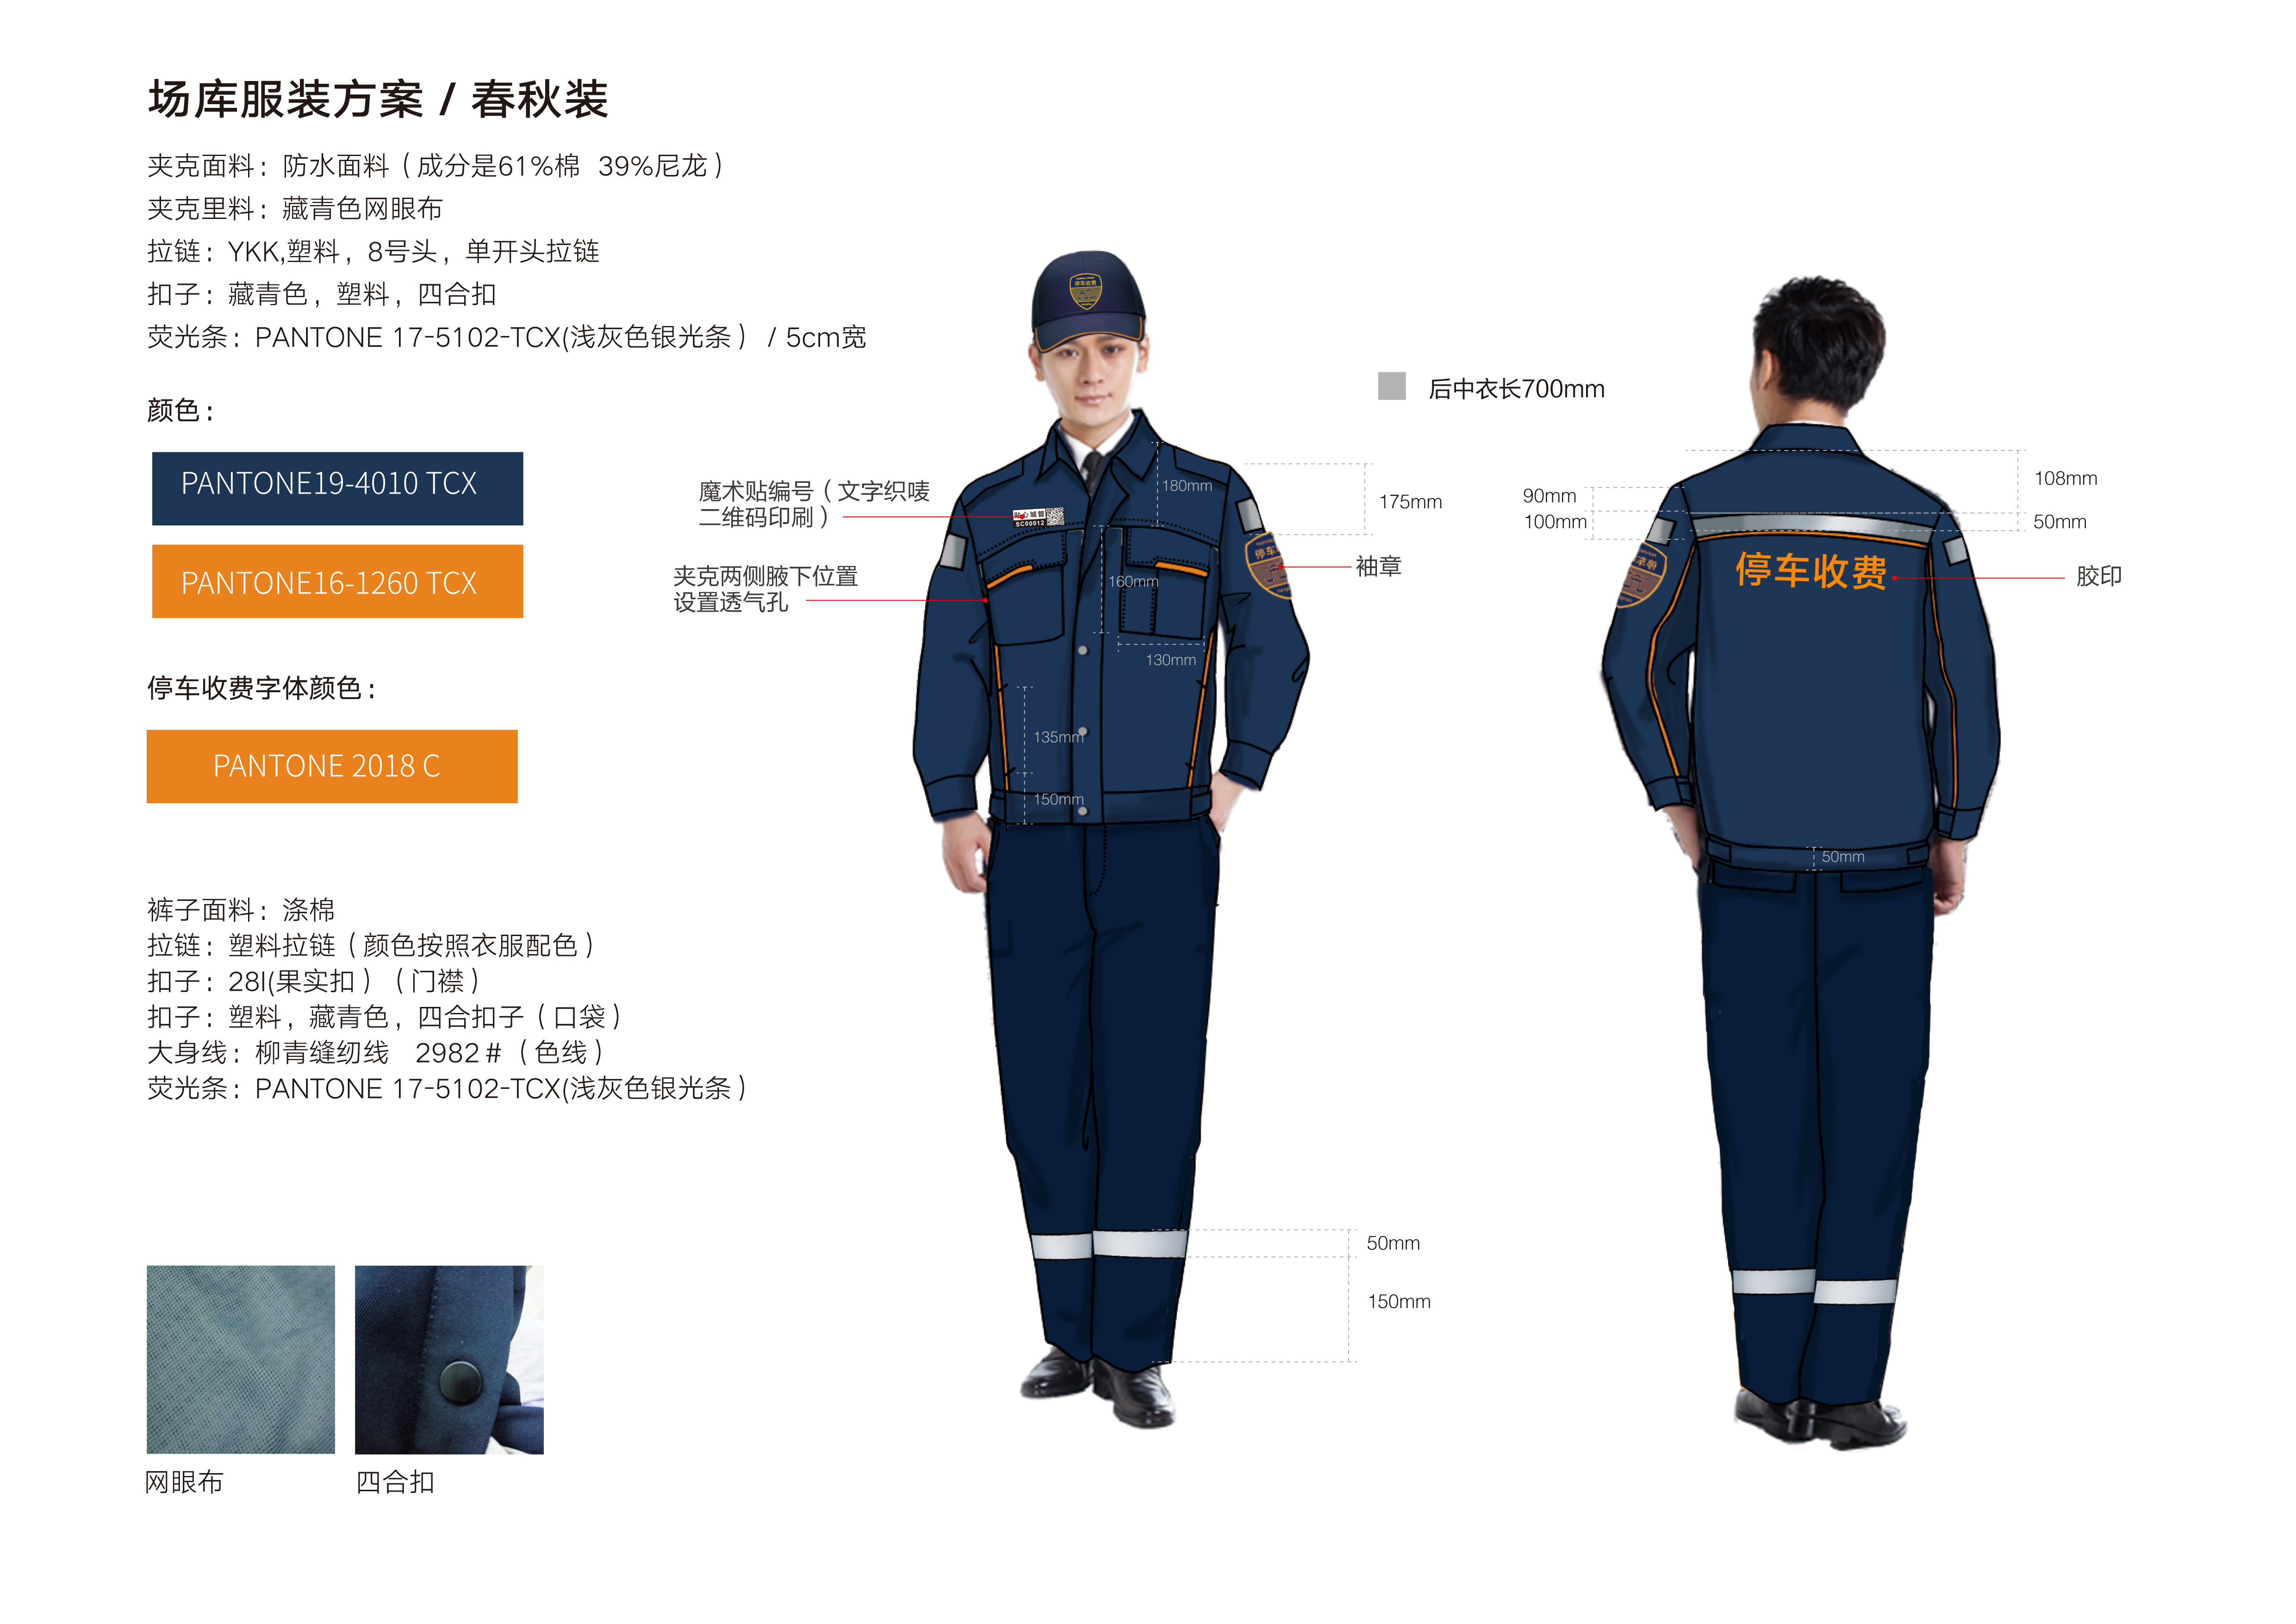 场库服装方案 / 春秋装
夹克面料：防水面料（成分是61%棉 39%尼龙）
夹克里料：藏青色网眼布
拉链：YKK,塑料，8号头，单开头拉链
扣子：藏青色，塑料，四合扣
荧光条：PANTONE 17-5102-TCX(浅灰色银光条） / 5cm宽
颜色：
PANTONE19-4010 TCX
PANTONE16-1260 TCX
停车收费字体颜色：
PANTONE 2018 C
裤子面料：涤棉
拉链：塑料拉链（颜色按照衣服配色）
扣子：28l(果实扣）（门襟）
扣子：塑料，藏青色，四合扣子（口袋）
大身线：柳青缝纫线 2982#（色线）
荧光条：PANTONE 17-5102-TCX(浅灰色银光条）
网眼布
四合扣
停车收费
魔术贴编号（文字织唛
二维码印刷）
夹克两侧腋下位置
设置透气孔
贴心城管
SC00012
180mm
175mm
袖章
160mm
130mm
135mm
150mm
50mm
150mm
后中衣长700mm
90mm
100mm
108mm
50mm
停车收费
胶印
50mm